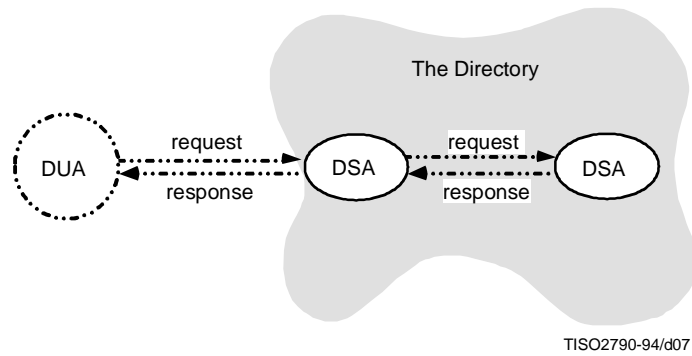 The Directory
request
request
DUA
DSA
DSA
response
response
TISO2790-94/d07